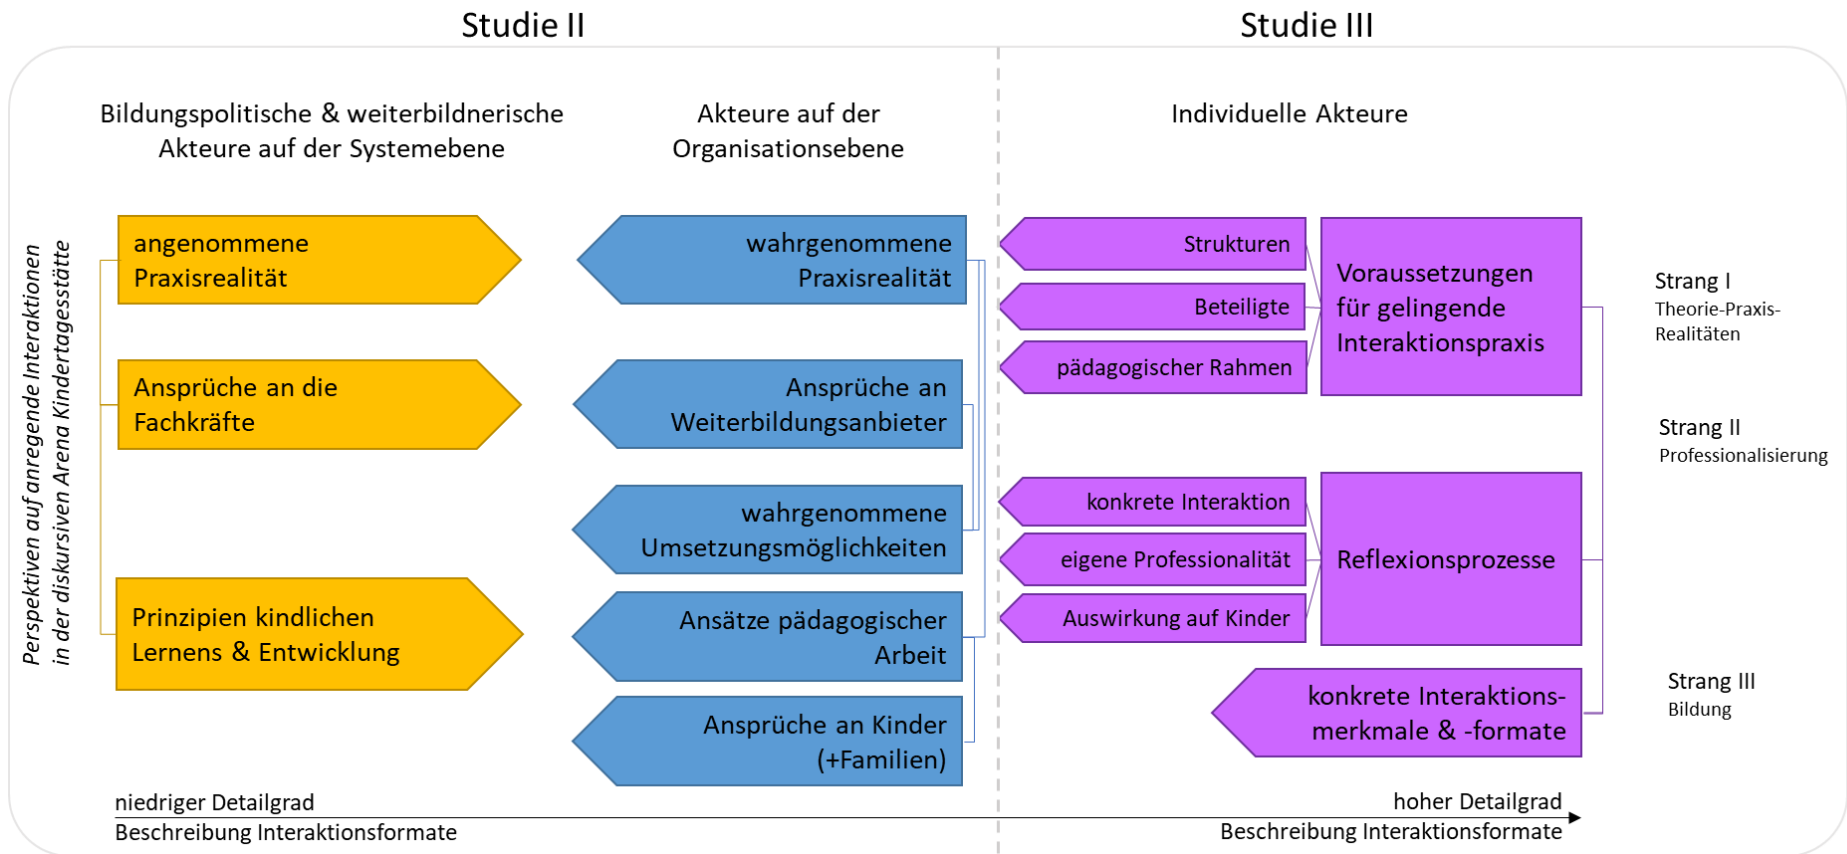 Studie II
Studie III
Perspektiven auf anregende Interaktionen
in der diskursiven Arena Kindertagesstätte
Bildungspolitische & weiterbildnerische
Akteure auf der Systemebene
angenommene
Praxisrealität
Ansprüche an die
Fachkräfte
Prinzipien kindlichen
Lernens & Entwicklung
Akteure auf der
Organisationsebene
wahrgenommene
Praxisrealität
Ansprüche an
Weiterbildungsanbieter
wahrgenommene
Umsetzungsmöglichkeiten
Ansätze pädagogischer
Arbeit
Ansprüche an Kinder
(+Familien)
Individuelle Akteure
Strukturen
Beteiligte
pädagogischer Rahmen
Voraussetzungen
für gelingende
Interaktionspraxis
konkrete Interaktion
eigene Professionalität
Auswirkung auf Kinder
Reflexionsprozesse
konkrete Interaktions-
merkmale & -formate
Strang I
Theorie-Praxis-
Realitäten
Strang II
Professionalisierung
Strang III
Bildung
niedriger Detailgrad
Beschreibung Interaktionsformate
hoher Detailgrad
Beschreibung Interaktionsformate